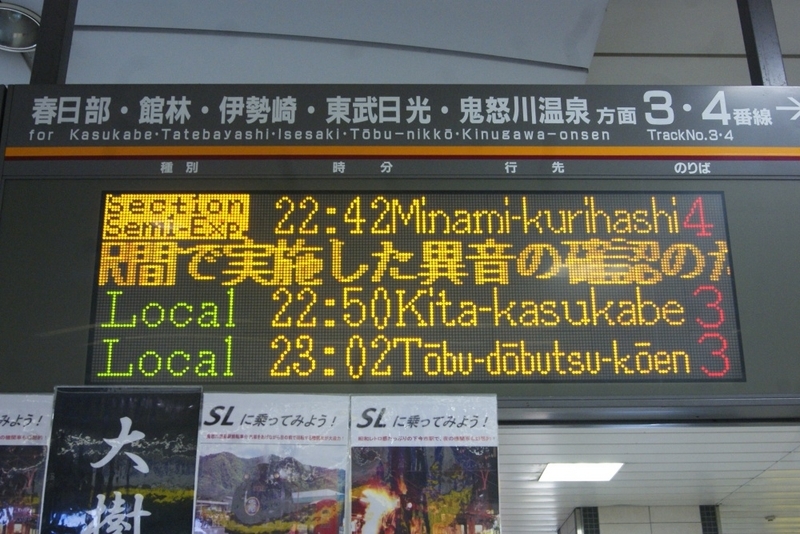 春日部・館林・伊勢崎・東武日光・鬼怒川温泉 方面 3・4番線 →
for Kasukabe・Tatebayashi・Isesaki・Tōbu-nikkō・Kinugawa-onsen TrackNo.3・4
種別 時分 行先 のりば
Section Semi-Exp 22:42 Minami-kurihashi 4
間で実施した異音の確認の
Local 22:50 Kita-kasukabe 3
Local 23:02 Tōbu-dōbutsu-kōen 3
みよう!
大樹
SLに乗ってみよう!
SLに乗ってみよう!